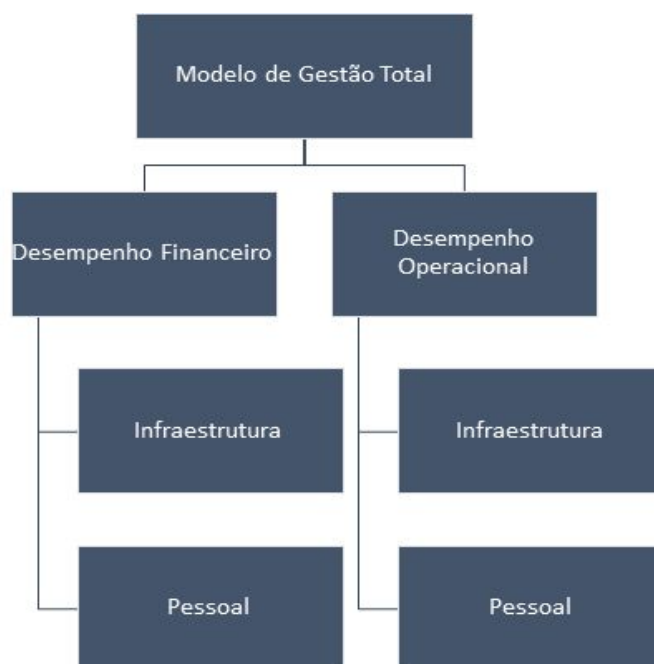 Modelo de Gestão Total
Desempenho Financeiro
Desempenho
Operacional
Infraestrutura
Infraestrutura
Pessoal
Pessoal